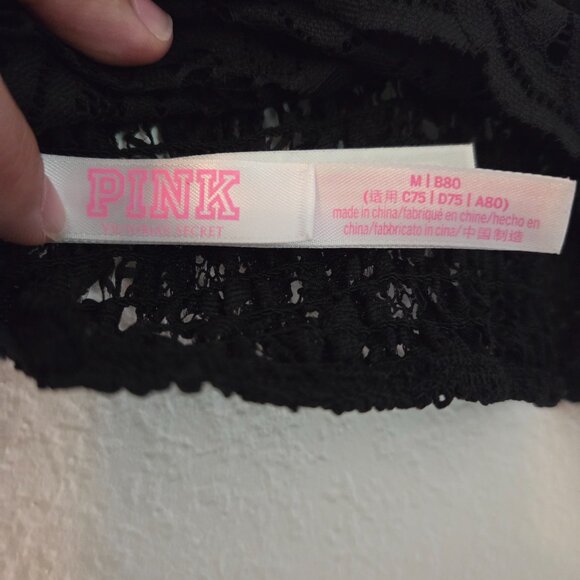 PINK
VICTORIA'S SECRET
M | B80
(适用 C75 | D75 | A80)
made in china/fabriqué en chine/hecho en
china/fabbricato in cina/中国制造